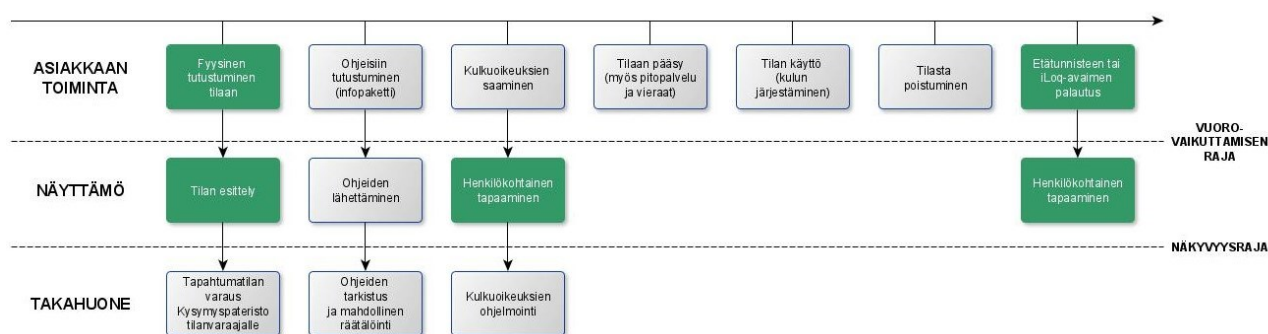 ASIAKKAAN
TOIMINTA
Fyysinen
tutustuminen
tilaan
Ohjeisiin
tutustuminen
(infopaketti)
Kulkuoikeuksien
saaminen
Tilaan pääsy
(myös pitopalvelu
ja vieraat)
Tilan käyttö
(kulun
järjestäminen)
Tilasta
poistuminen
Etätunnisteen tai
iLoq-avaimen
palautus
VUORO-
VAIKUTTAMISEN
RAJA
NÄYTTÄMÖ
Tilan esittely
Ohjeiden
lähettäminen
Henkilökohtainen
tapaaminen
Henkilökohtainen
tapaaminen
NÄKYVYYSRAJA
TAKAHUONE
Tapahtumatilan
varaus
Kysymyspateristo
tilanvaraajalle
Ohjeiden
tarkistus
ja mahdollinen
räätälöinti
Kulkuoikeuksien
ohjelmointi